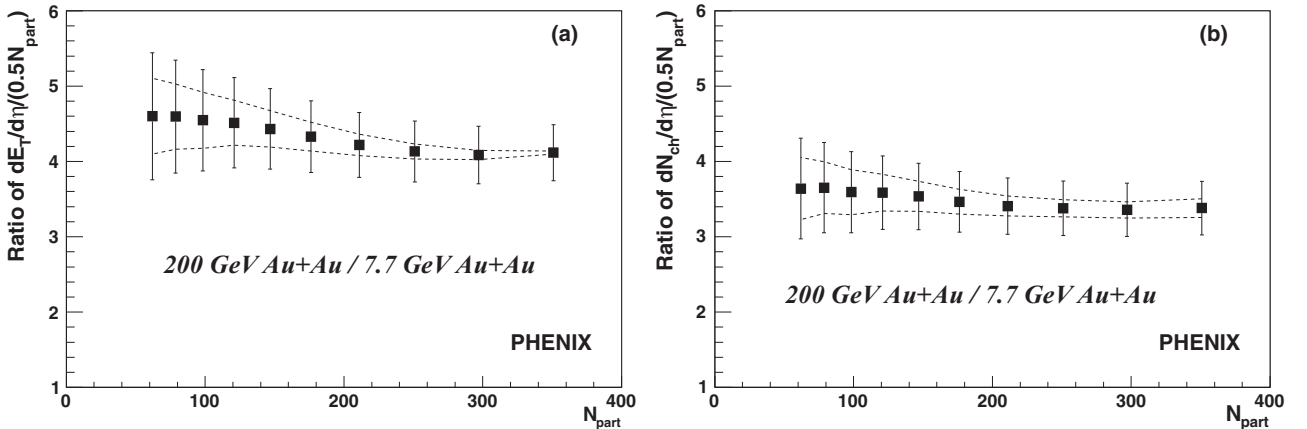 Ratio of dE_T/dη/(0.5N_part)
6
5
4
3
2
1
(a)
200 GeV Au+Au / 7.7 GeV Au+Au
PHENIX
0
100
200
300
400
N_part
Ratio of dN_ch/dη/(0.5N_part)
6
5
4
3
2
1
(b)
200 GeV Au+Au / 7.7 GeV Au+Au
PHENIX
0
100
200
300
400
N_part